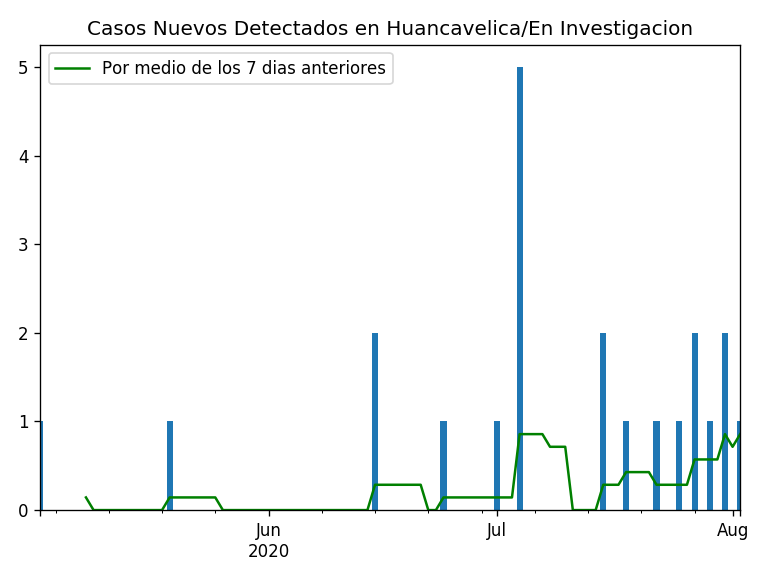 Casos Nuevos Detectados en Huancavelica/En Investigacion
Por medio de los 7 dias anteriores
5
4
3
2
1
0
Jun
2020
Jul
Aug